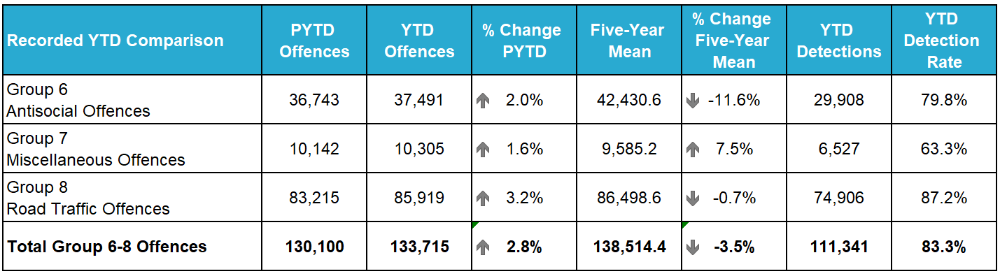 Recorded YTD Comparison PYTD Offences YTD Offences % Change PYTD Five-Year Mean % Change Five-Year Mean YTD Detections YTD Detection Rate
Group 6
Antisocial Offences 36,743 37,491 2.0% 42,430.6 -11.6% 29,908 79.8%
Group 7
Miscellaneous Offences 10,142 10,305 1.6% 9,585.2 7.5% 6,527 63.3%
Group 8
Road Traffic Offences 83,215 85,919 3.2% 86,498.6 -0.7% 74,906 87.2%
Total Group 6-8 Offences 130,100 133,715 2.8% 138,514.4 -3.5% 111,341 83.3%